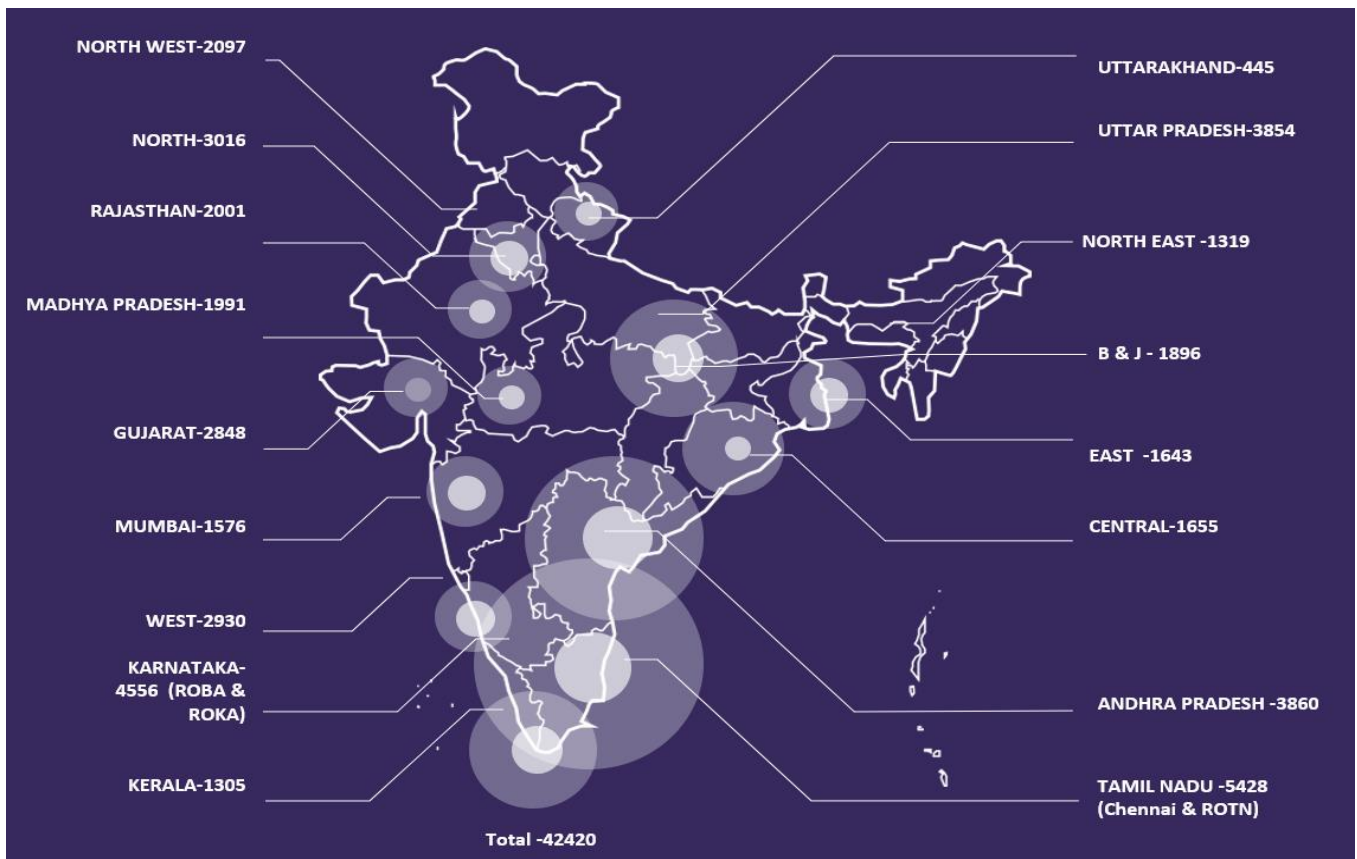 NORTH WEST-2097
NORTH-3016
RAJASTHAN-2001
MADHYA PRADESH-1991
GUJARAT-2848
MUMBAI-1576
WEST-2930
KARNATAKA-
4556 (ROBA &
ROKA)
KERALA-1305
UTTARAKHAND-445
UTTAR PRADESH-3854
NORTH EAST -1319
B & J - 1896
EAST -1643
CENTRAL-1655
ANDHRA PRADESH -3860
TAMIL NADU -5428
(Chennai & ROTN)
Total -42420